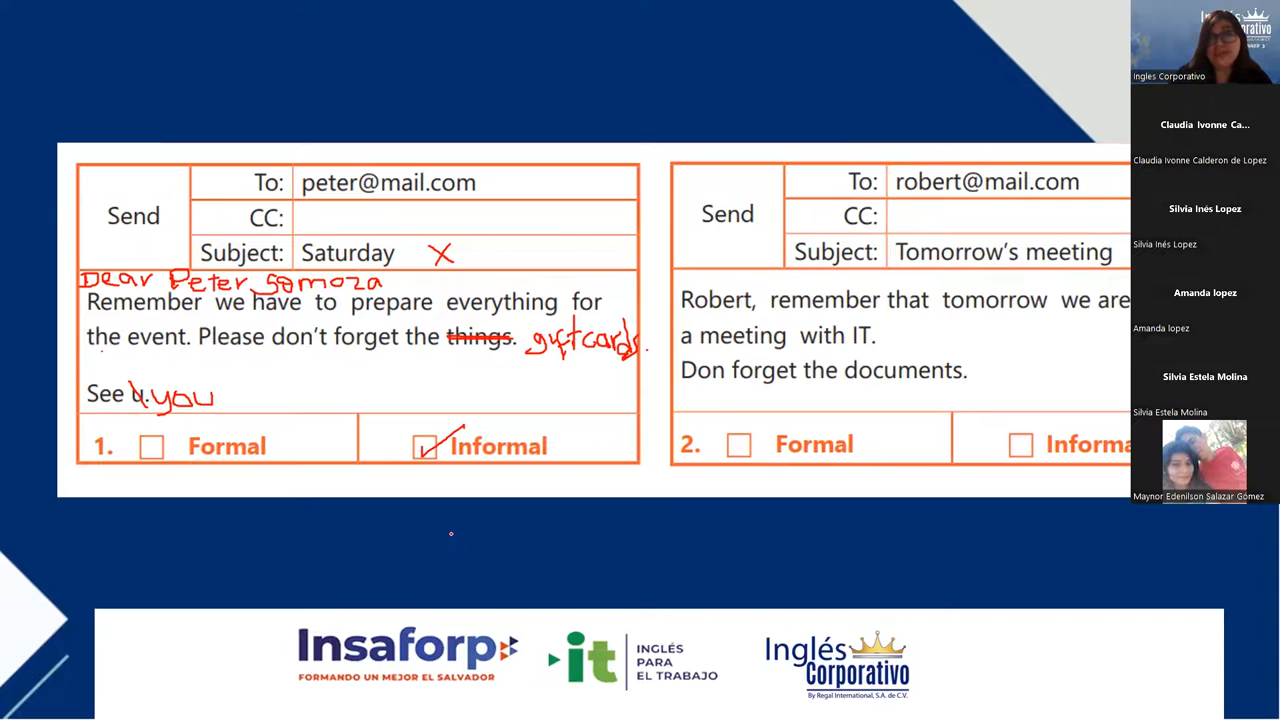 Send
To: peter@mail.com
CC:
Subject: Saturday X
Dear Peter Somoza
Remember we have to prepare everything for
the event. Please don't forget the things. giftcards.
See u. you
1. Formal Informal
Send
To: robert@mail.com
CC:
Subject: Tomorrow's meeting
Robert, remember that tomorrow we are
a meeting with IT.
Don forget the documents.
2. Formal Informa
Ingles Corporativo
Claudia Ivonne Ca...
Claudia Ivonne Calderon de Lopez
Silvia Inés Lopez
Silvia Inés Lopez
Amanda lopez
Amanda lopez
Silvia Estela Molina
Silvia Estela Molina
Maynor Edenilson Salazar Gómez
Insaforp
FORMANDO UN MEJOR EL SALVADOR
it
INGLÉS
PARA
EL TRABAJO
Inglés
Corporativo
By Regal International, S.A. de C.V.